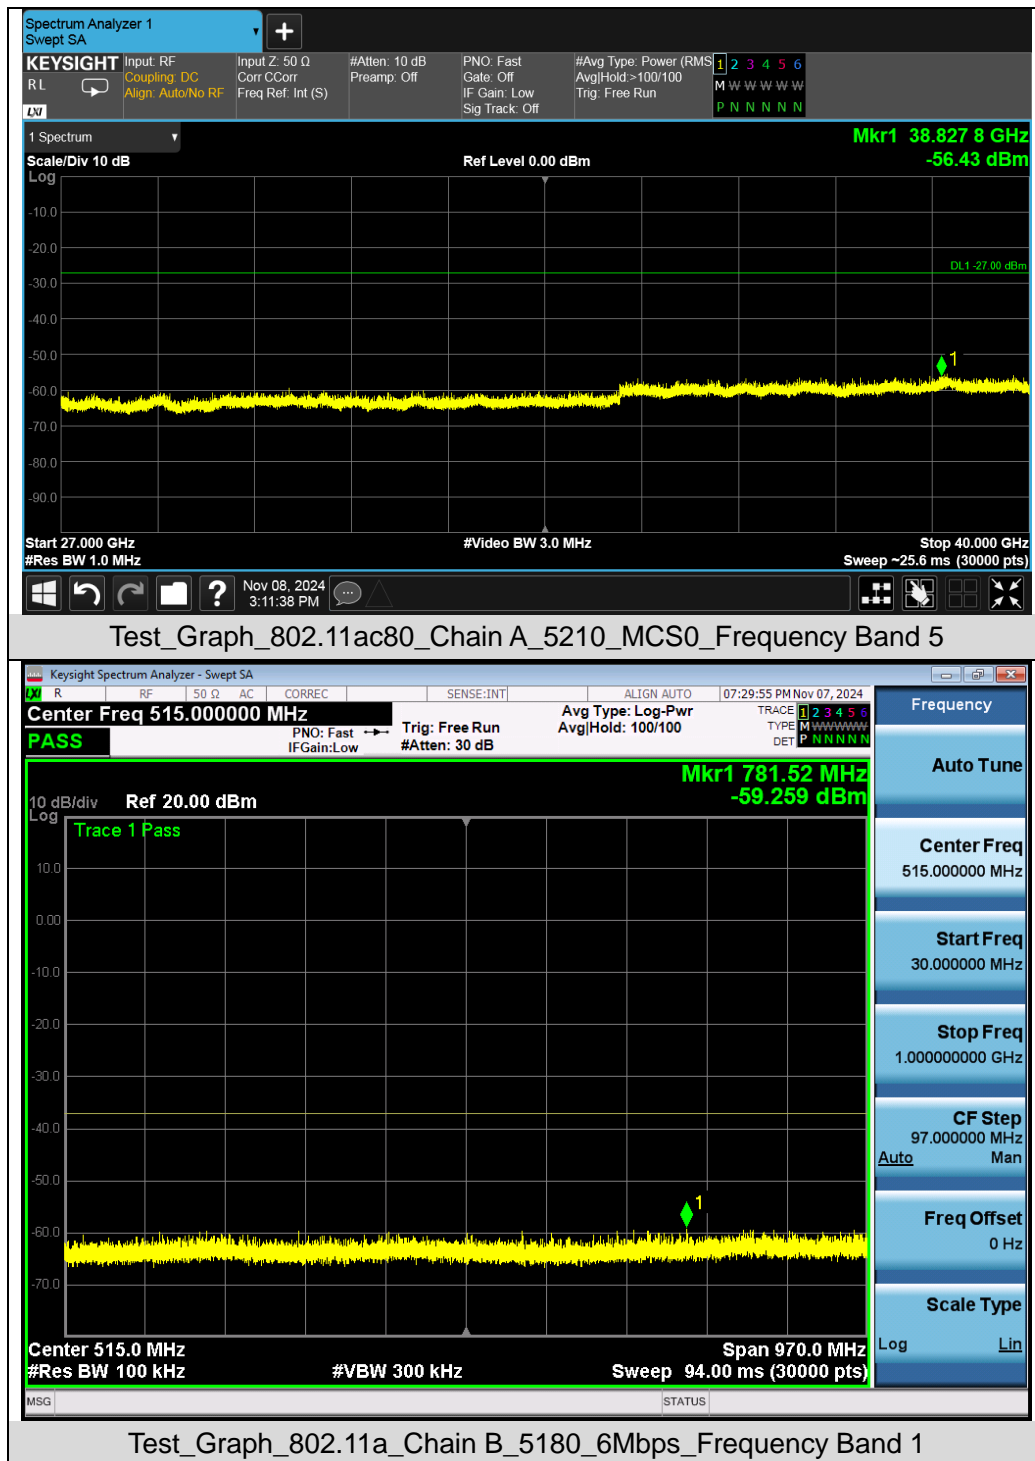 Spectrum Analyzer 1
Swept SA
KEYSIGHT
R L
LXI
Input: RF
Coupling: DC
Align: Auto/No RF
Input Z: 50 Ω
Corr CCorr
Freq Ref: Int (S)
#Atten: 10 dB
Preamp: Off
PNO: Fast
Gate: Off
IF Gain: Low
Sig Track: Off
#Avg Type: Power (RMS
Avg|Hold:>100/100
Trig: Free Run
1 2 3 4 5 6
M W W W W W
P N N N N N
1 Spectrum
Mkr1 38.827 8 GHz
Scale/Div 10 dB
Ref Level 0.00 dBm
-56.43 dBm
Log
-10.0
-20.0
DL1 -27.00 dBm
-30.0
-40.0
-50.0
1
-60.0
-70.0
-80.0
-90.0
Start 27.000 GHz
#Video BW 3.0 MHz
Stop 40.000 GHz
#Res BW 1.0 MHz
Sweep ~25.6 ms (30000 pts)
Nov 08, 2024
3:11:38 PM
Test_Graph_802.11ac80_Chain A_5210_MCS0_Frequency Band 5
Keysight Spectrum Analyzer - Swept SA
LXI R RF 50 Ω AC CORREC SENSE:INT ALIGN AUTO 07:29:55 PM Nov 07, 2024
Center Freq 515.000000 MHz
PASS
PNO: Fast
IFGain:Low
Trig: Free Run
#Atten: 30 dB
Avg Type: Log-Pwr
Avg|Hold: 100/100
TRACE 1 2 3 4 5 6
TYPE M WWWWW
DET P N N N N N
Frequency
Mkr1 781.52 MHz
-59.259 dBm
10 dB/div Ref 20.00 dBm
Log
Trace 1 Pass
10.0
0.00
-10.0
-20.0
-30.0
-40.0
-50.0
1
-60.0
-70.0
Center 515.0 MHz
Span 970.0 MHz
#Res BW 100 kHz
#VBW 300 kHz
Sweep 94.00 ms (30000 pts)
Auto Tune
Center Freq
515.000000 MHz
Start Freq
30.000000 MHz
Stop Freq
1.000000000 GHz
CF Step
97.000000 MHz
Auto Man
Freq Offset
0 Hz
Scale Type
Log Lin
MSG
STATUS
Test_Graph_802.11a_Chain B_5180_6Mbps_Frequency Band 1